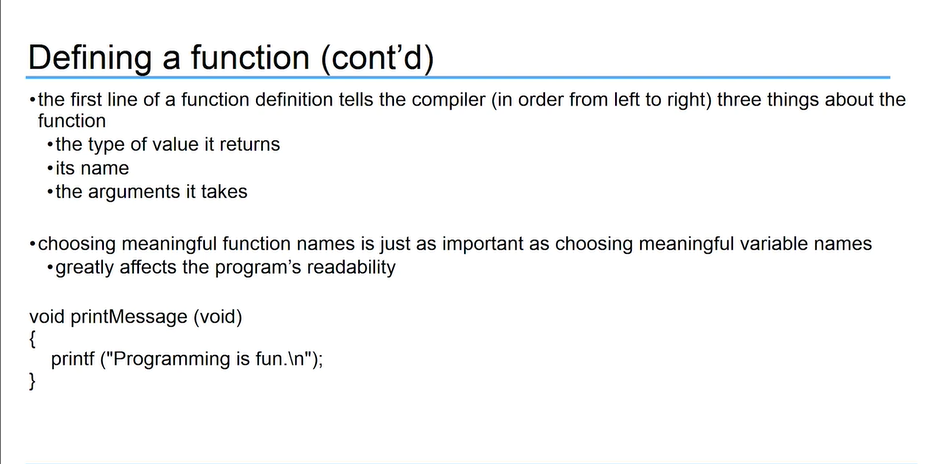 Defining a function (cont’d)
•the first line of a function definition tells the compiler (in order from left to right) three things about the
function
•the type of value it returns
•its name
•the arguments it takes
•choosing meaningful function names is just as important as choosing meaningful variable names
•greatly affects the program’s readability
void printMessage (void)
{
printf ("Programming is fun.\n");
}